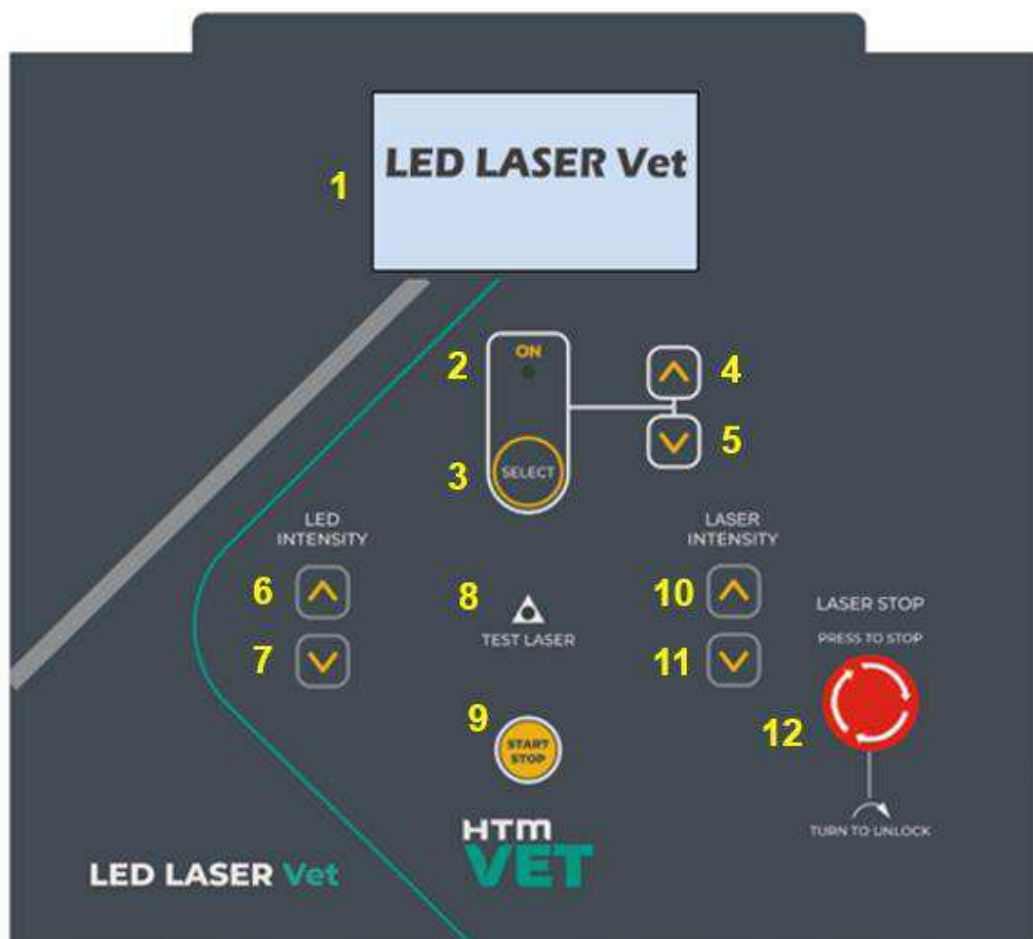 1
LED LASER Vet
2
ON
4
3
SELECT
5
LED
INTENSITY
LASER
INTENSITY
6
8
TEST LASER
10
7
11
LASER STOP
PRESS TO STOP
9
START
STOP
12
TURN TO UNLOCK
HTM
VET
LED LASER Vet